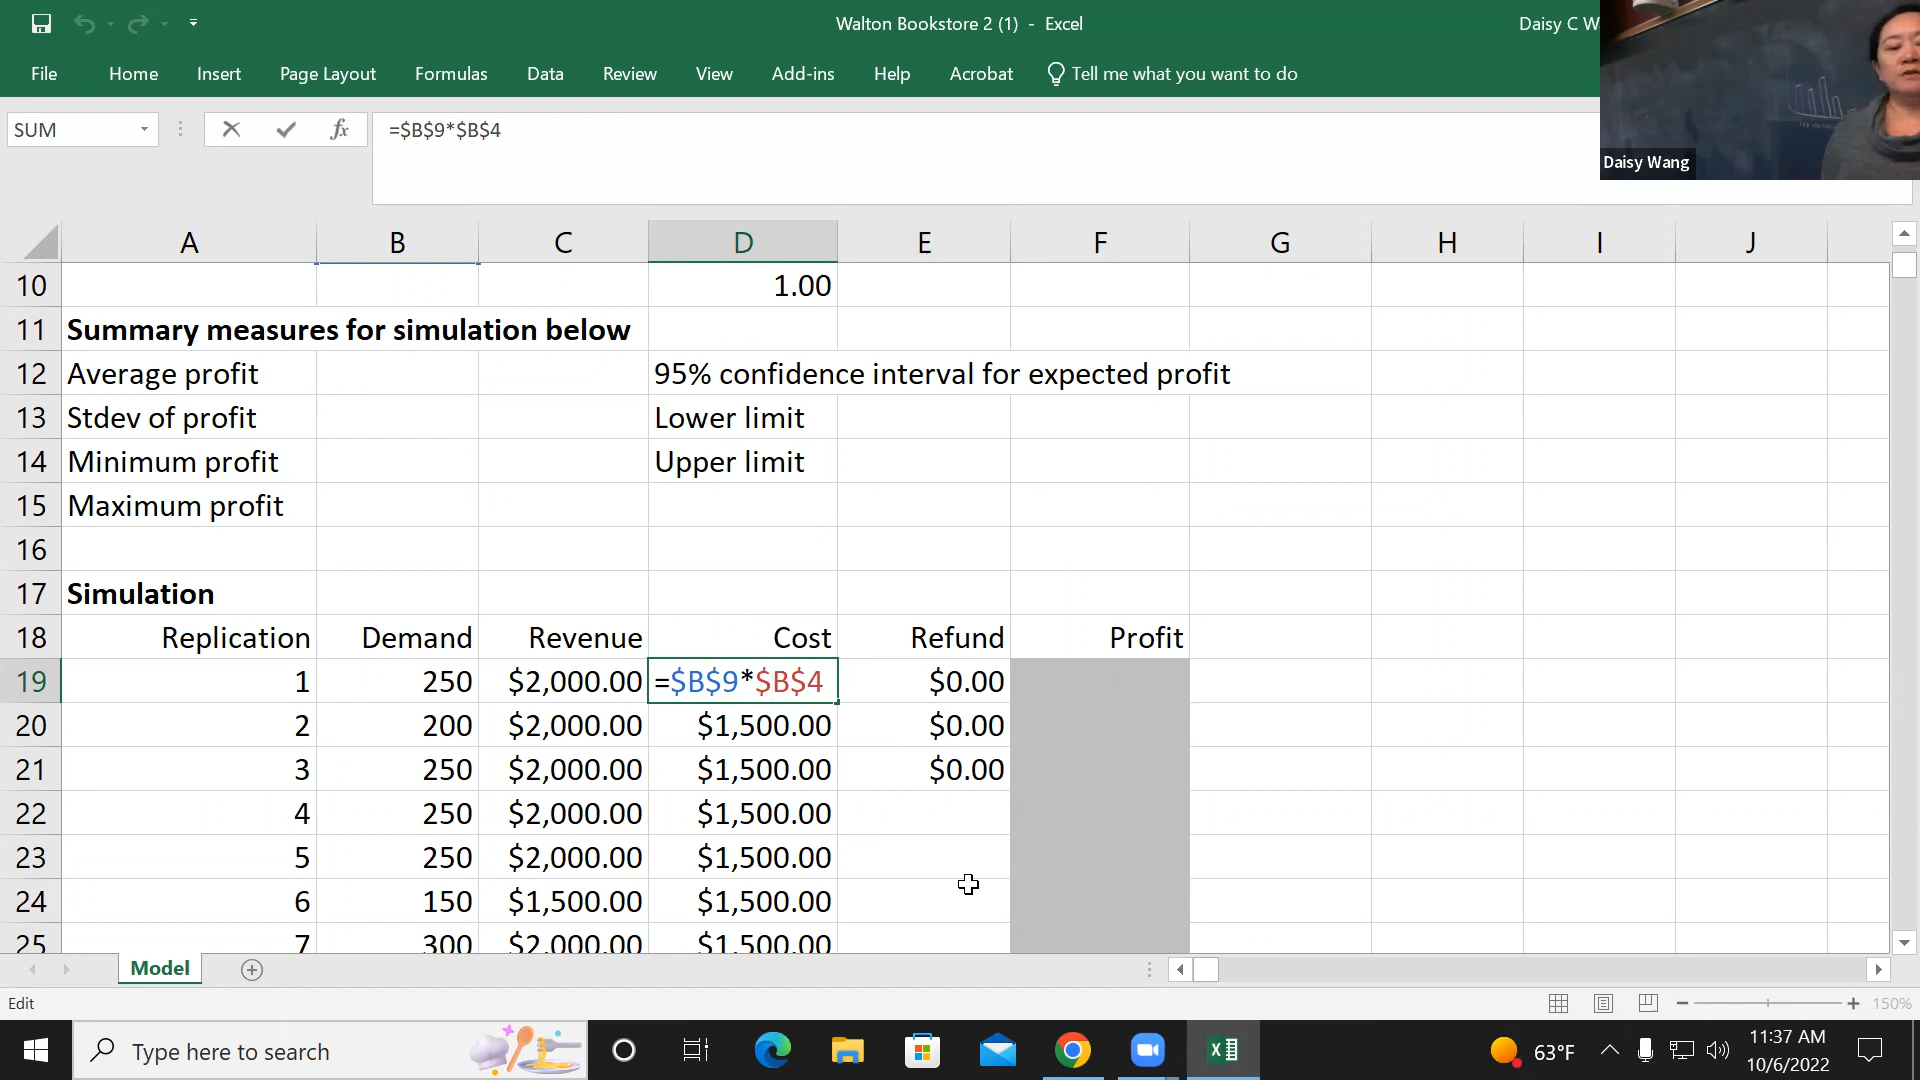 Walton Bookstore 2 (1) - Excel
Daisy C W
File Home Insert Page Layout Formulas Data Review View Add-ins Help Acrobat Tell me what you want to do
SUM fx =$B$9*$B$4
Daisy Wang
A B C D E F G H I J
10 1.00
11 Summary measures for simulation below
12 Average profit 95% confidence interval for expected profit
13 Stdev of profit Lower limit
14 Minimum profit Upper limit
15 Maximum profit
16
17 Simulation
18 Replication Demand Revenue Cost Refund Profit
19 1 250 $2,000.00 =$B$9*$B$4 $0.00
20 2 200 $2,000.00 $1,500.00 $0.00
21 3 250 $2,000.00 $1,500.00 $0.00
22 4 250 $2,000.00 $1,500.00
23 5 250 $2,000.00 $1,500.00
24 6 150 $1,500.00 $1,500.00
25 7 300 $2,000.00 $1,500.00
Model
Edit 150%
Type here to search 63°F 11:37 AM
10/6/2022